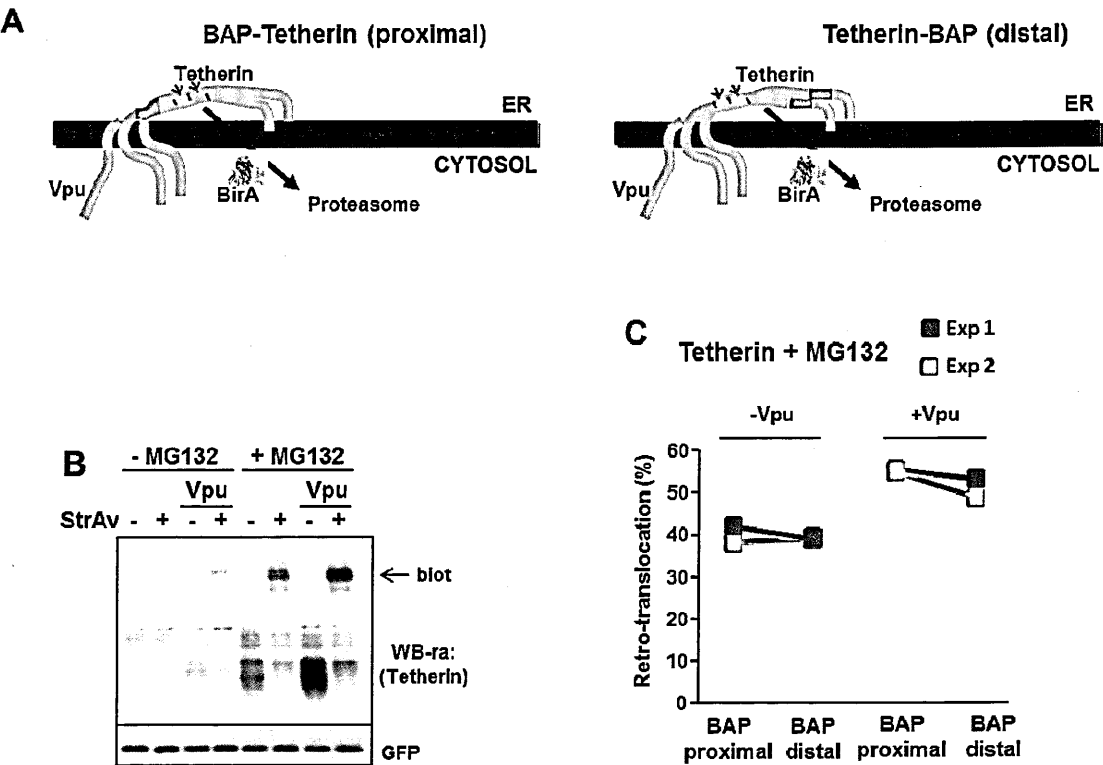 A
BAP-Tetherin (proximal)
Tetherin
ER
CYTOSOL
Vpu
BirA
Proteasome
Tetherin-BAP (distal)
Tetherin
ER
CYTOSOL
Vpu
BirA
Proteasome
B
- MG132 + MG132
Vpu Vpu
StrAv - + - + - + - +
biot
WB-ra:
(Tetherin)
GFP
C
Tetherin + MG132
Exp 1
Exp 2
-Vpu +Vpu
Retro-translocation (%)
60
50
40
30
20
10
0
BAP proximal
BAP distal
BAP proximal
BAP distal